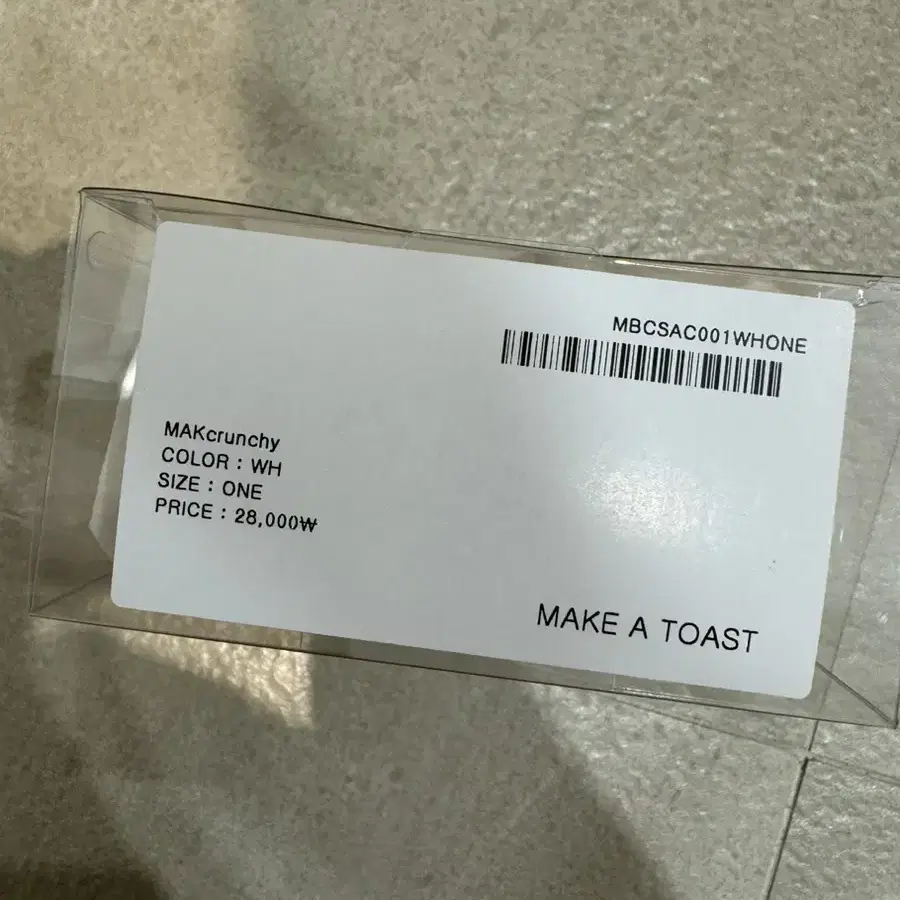 MBCSAC001WHONE
MAKcrunchy
COLOR : WH
SIZE : ONE
PRICE : 28,000₩
MAKE A TOAST